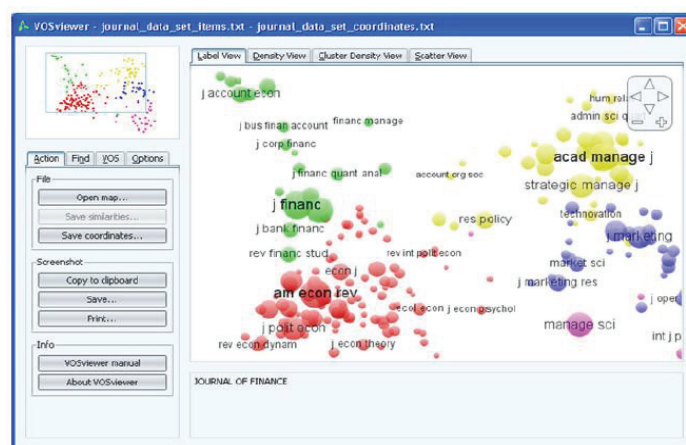 VOSviewer - journal_data_set_items.txt - journal_data_set_coordinates.txt
Label View Density View Cluster Density View Scatter View
Action Find VOS Options
File
Open map...
Save similarities...
Save coordinates...
Screenshot
Copy to clipboard
Save...
Print...
Info
VOSviewer manual
About VOSviewer
j account econ
j bus finan account
financ manage
j corp financ
j financ quant anal
account org soc
j financ
j bank financ
rev financ stud
res policy
rev int polit econ
econ j
am econ rev
ecol econ
j econ psychol
j polit econ
rev econ dynam
j econ theory
hum rela
admin sci q
acad manage j
strategic manage j
technovation
j marketing
market sci
j marketing res
j oper
manage sci
int j p
JOURNAL OF FINANCE